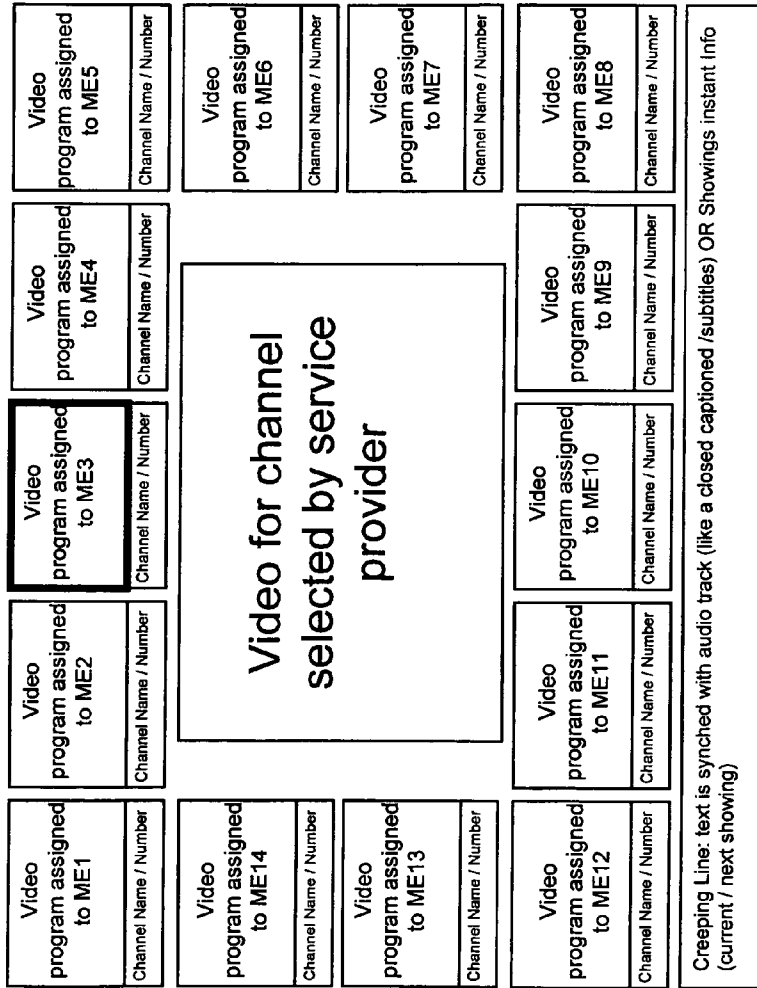 Video
program assigned
to ME1
Channel Name / Number
Video
program assigned
to ME2
Channel Name / Number
Video
program assigned
to ME3
Channel Name / Number
Video
program assigned
to ME4
Channel Name / Number
Video
program assigned
to ME5
Channel Name / Number
Video
program assigned
to ME14
Channel Name / Number
Video for channel
selected by service
provider
Video
program assigned
to ME6
Channel Name / Number
Video
program assigned
to ME13
Channel Name / Number
Video
program assigned
to ME7
Channel Name / Number
Video
program assigned
to ME12
Channel Name / Number
Video
program assigned
to ME11
Channel Name / Number
Video
program assigned
to ME10
Channel Name / Number
Video
program assigned
to ME9
Channel Name / Number
Video
program assigned
to ME8
Channel Name / Number
Creeping Line: text is synched with audio track (like a closed captioned /subtitles) OR Showings instant Info
(current / next showing)